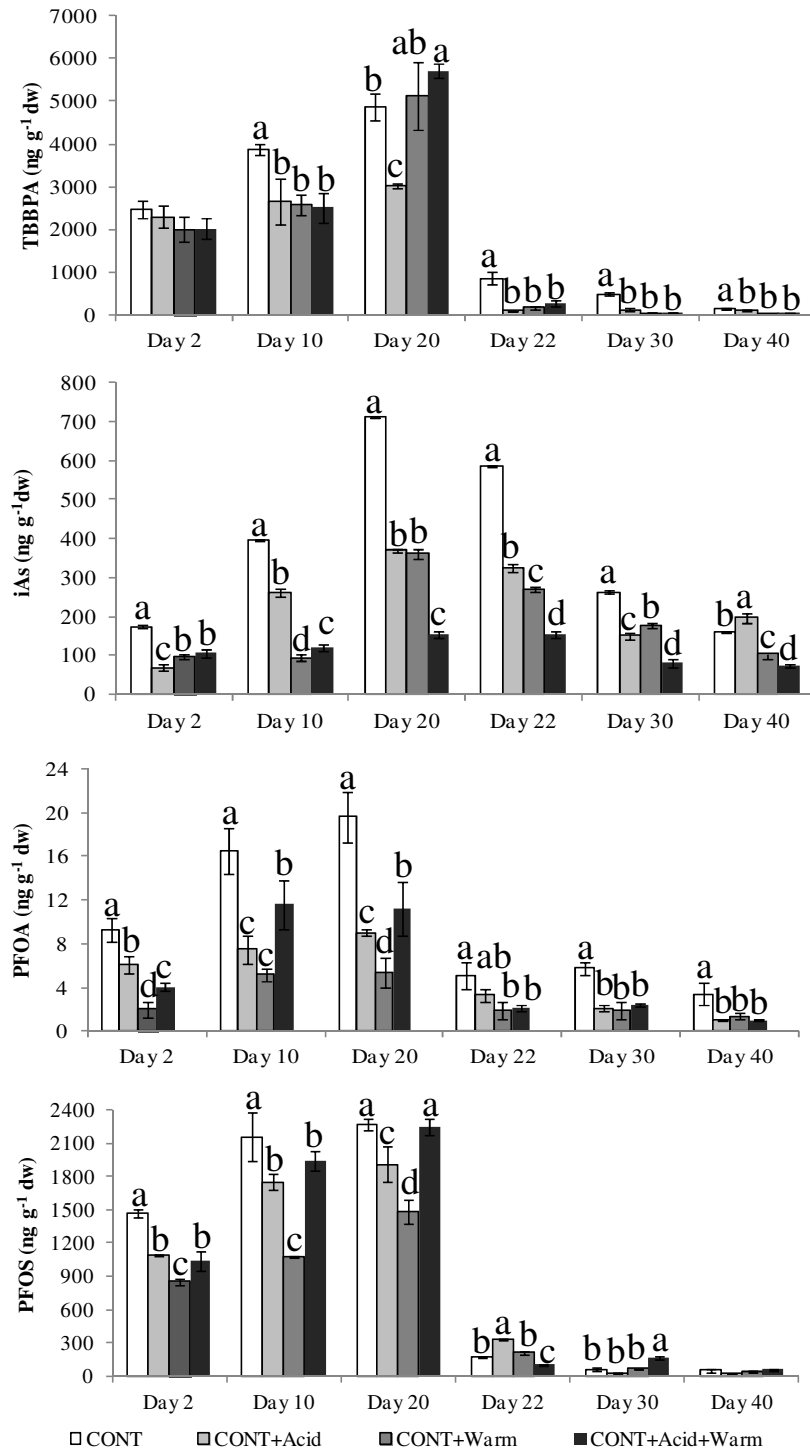 7000
6000
5000
4000
3000
2000
1000
0
TBBPA (ng g-1 dw)
a b b b
b c ab a
a b b b
a b b b
a b b b
Day 2 Day 10 Day 20 Day 22 Day 30 Day 40
800
700
600
500
400
300
200
100
0
iAs (ng g-1dw)
a c b b
a b d c
a b b c
a b c d
a c b d
b a c d
Day 2 Day 10 Day 20 Day 22 Day 30 Day 40
24
20
16
12
8
4
0
PFOA (ng g-1 dw)
a b d c
a c c b
a c d b
a ab b b
a b b b
a b b b
Day 2 Day 10 Day 20 Day 22 Day 30 Day 40
2400
2100
1800
1500
1200
900
600
300
0
PFOS (ng g-1 dw)
a b c b
a b c b
a c d a
b a b c
b b b a
Day 2 Day 10 Day 20 Day 22 Day 30 Day 40
CONT CONT+Acid CONT+Warm CONT+Acid+Warm